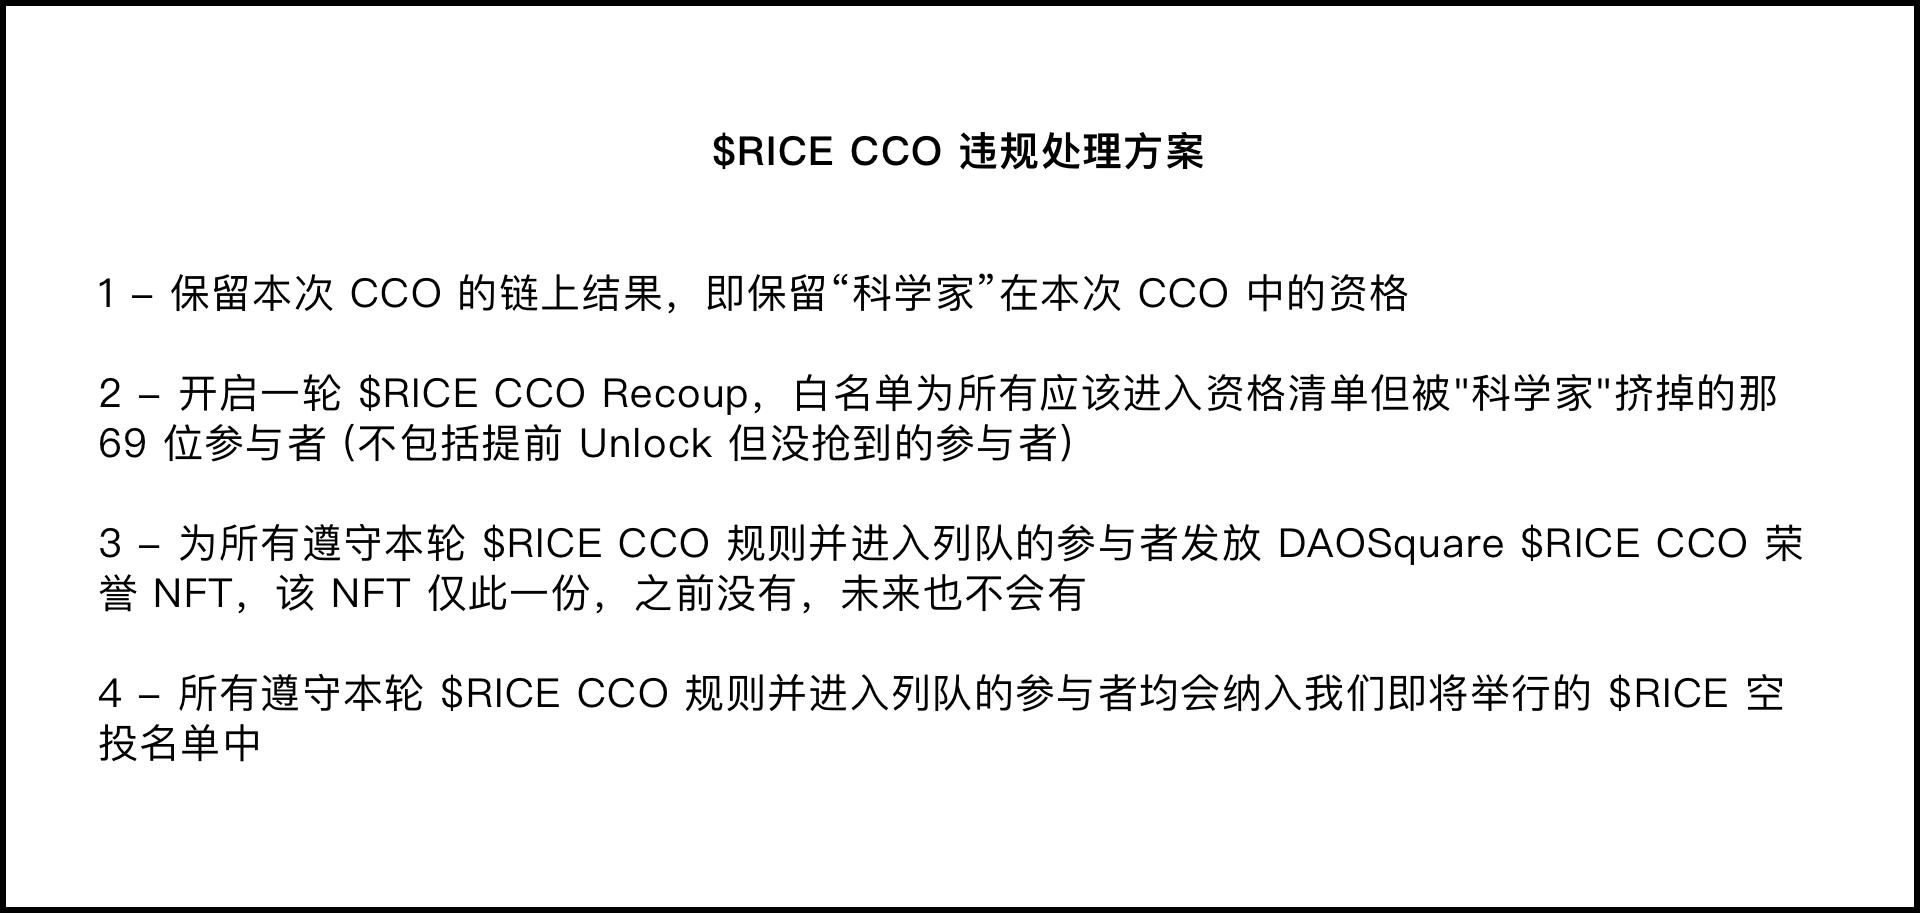 $RICE CCO 违规处理方案
1 – 保留本次 CCO 的链上结果，即保留“科学家”在本次 CCO 中的资格
2 – 开启一轮 $RICE CCO Recoup，白名单为所有应该进入资格清单但被"科学家"挤掉的那
69 位参与者 (不包括提前 Unlock 但没抢到的参与者)
3 – 为所有遵守本轮 $RICE CCO 规则并进入列队的参与者发放 DAOSquare $RICE CCO 荣
誉 NFT，该 NFT 仅此一份，之前没有，未来也不会有
4 – 所有遵守本轮 $RICE CCO 规则并进入列队的参与者均会纳入我们即将举行的 $RICE 空
投名单中